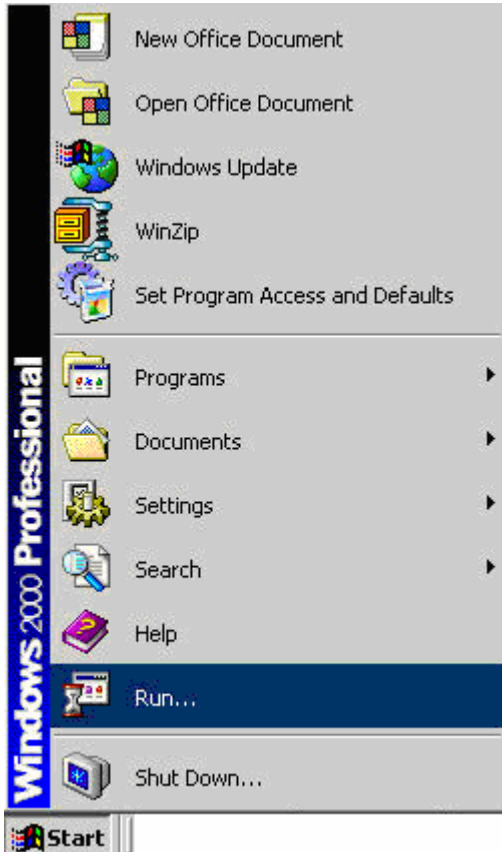 New Office Document
Open Office Document
Windows Update
WinZip
Set Program Access and Defaults
Programs
Documents
Settings
Search
Help
Run...
Shut Down...
Windows 2000 Professional
Start